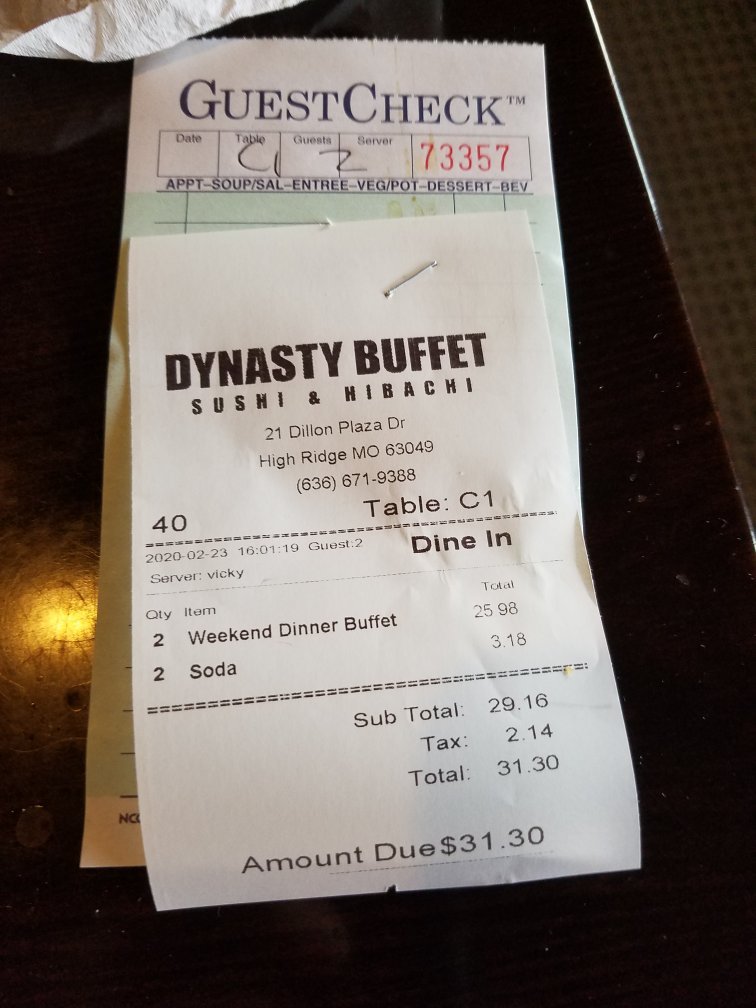 GUESTCHECK™
Date Table Guests Server
C1 2 73357
APPT–SOUP/SAL–ENTREE–VEG/POT–DESSERT–BEV
DYNASTY BUFFET
SUSHI & HIBACHI
21 Dillon Plaza Dr
High Ridge MO 63049
(636) 671-9388
40 Table: C1
2020-02-23 16:01:19 Guest:2 Dine In
Server: vicky
Qty Item Total
2 Weekend Dinner Buffet 25.98
2 Soda 3.18
Sub Total: 29.16
Tax: 2.14
Total: 31.30
NCC
Amount Due $31.30